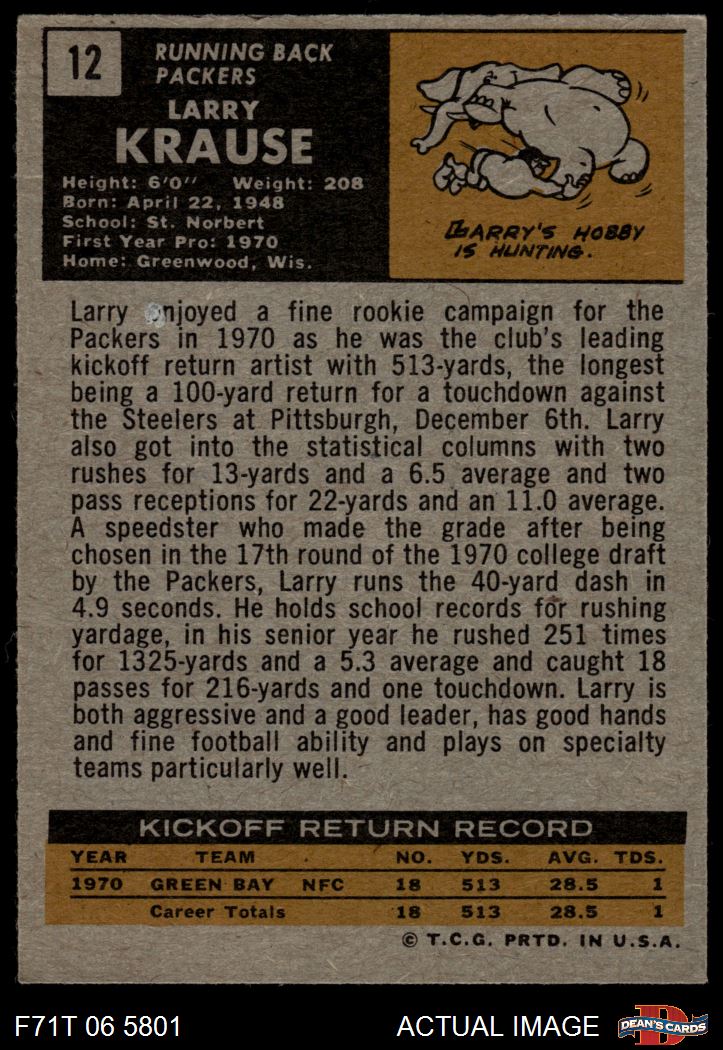 12
RUNNING BACK
PACKERS
LARRY
KRAUSE
Height: 6'0" Weight: 208
Born: April 22, 1948
School: St. Norbert
First Year Pro: 1970
Home: Greenwood, Wis.
LARRY'S HOBBY
IS HUNTING.
Larry enjoyed a fine rookie campaign for the
Packers in 1970 as he was the club's leading
kickoff return artist with 513-yards, the longest
being a 100-yard return for a touchdown against
the Steelers at Pittsburgh, December 6th. Larry
also got into the statistical columns with two
rushes for 13-yards and a 6.5 average and two
pass receptions for 22-yards and an 11.0 average.
A speedster who made the grade after being
chosen in the 17th round of the 1970 college draft
by the Packers, Larry runs the 40-yard dash in
4.9 seconds. He holds school records for rushing
yardage, in his senior year he rushed 251 times
for 1325-yards and a 5.3 average and caught 18
passes for 216-yards and one touchdown. Larry is
both aggressive and a good leader, has good hands
and fine football ability and plays on specialty
teams particularly well.
KICKOFF RETURN RECORD
YEAR TEAM NO. YDS. AVG. TDS.
1970 GREEN BAY NFC 18 513 28.5 1
Career Totals 18 513 28.5 1
© T.C.G. PRTD. IN U.S.A.
F71T 06 5801 ACTUAL IMAGE D DEAN'S CARDS